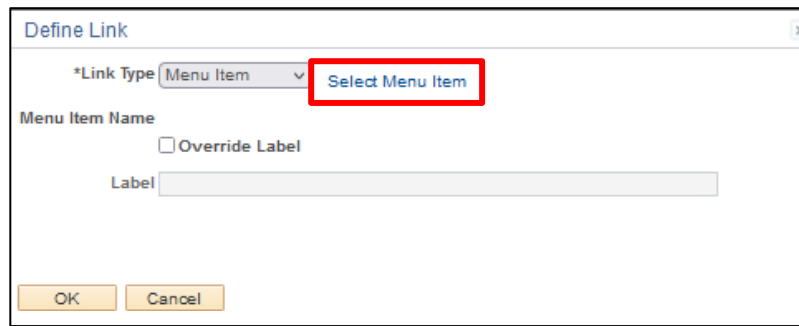 Define Link
*Link Type Menu Item Select Menu Item
Menu Item Name
Override Label
Label
OK Cancel